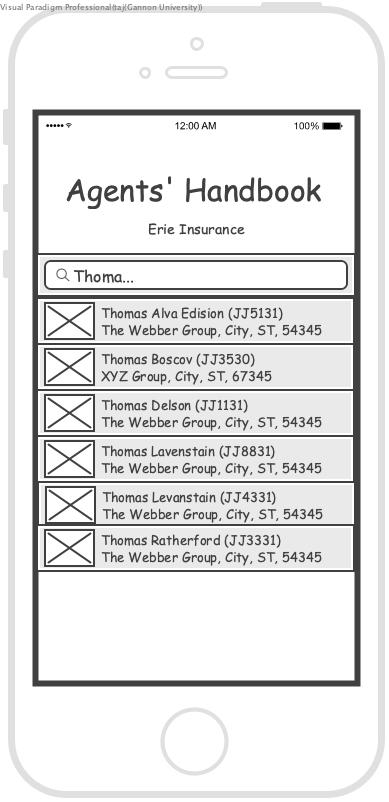 Visual Paradigm Professional(taj(Gannon University))
12:00 AM 100%
Agents' Handbook
Erie Insurance
Thoma...
Thomas Alva Edision (JJ5131)
The Webber Group, City, ST, 54345
Thomas Boscov (JJ3530)
XYZ Group, City, ST, 67345
Thomas Delson (JJ1131)
The Webber Group, City, ST, 54345
Thomas Lavenstain (JJ8831)
The Webber Group, City, ST, 54345
Thomas Levanstain (JJ4331)
The Webber Group, City, ST, 54345
Thomas Ratherford (JJ3331)
The Webber Group, City, ST, 54345